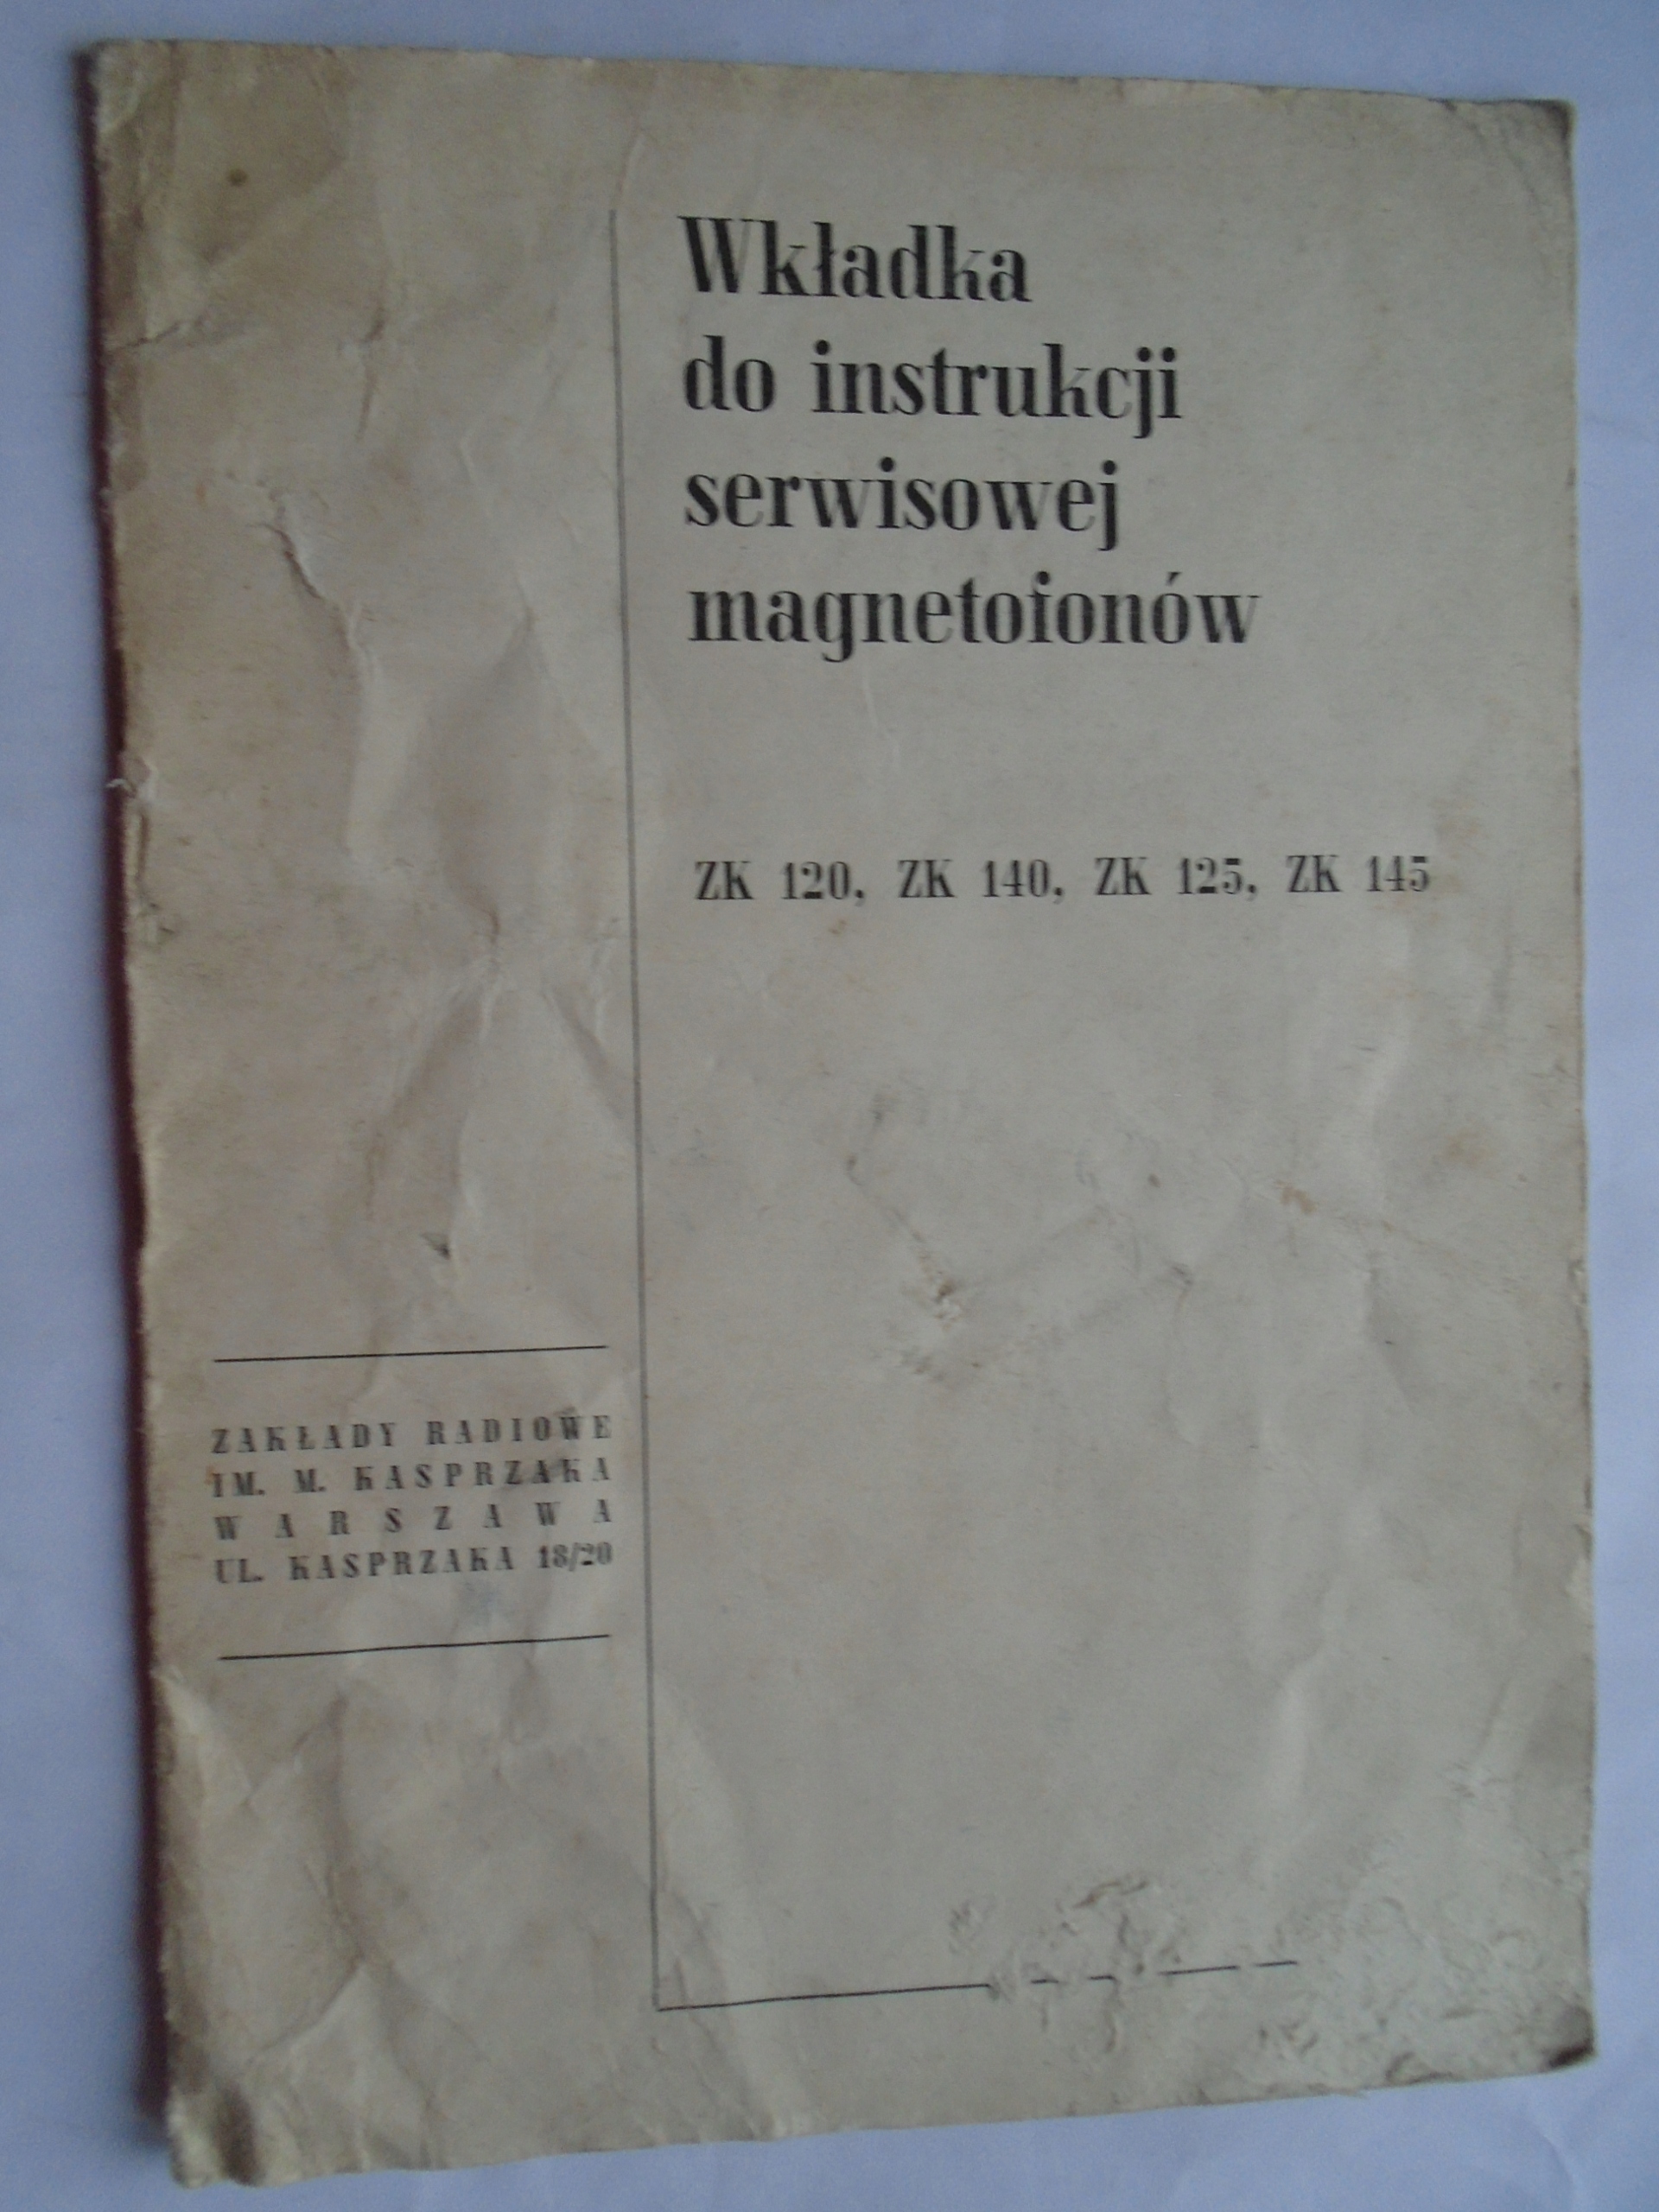 Wkładka
do instrukcji
serwisowej
magnetofonów
ZK 120, ZK 140, ZK 125, ZK 145
ZAKŁADY RADIOWE
IM. M. KASPRZAKA
WARSZAWA
UL. KASPRZAKA 18/20